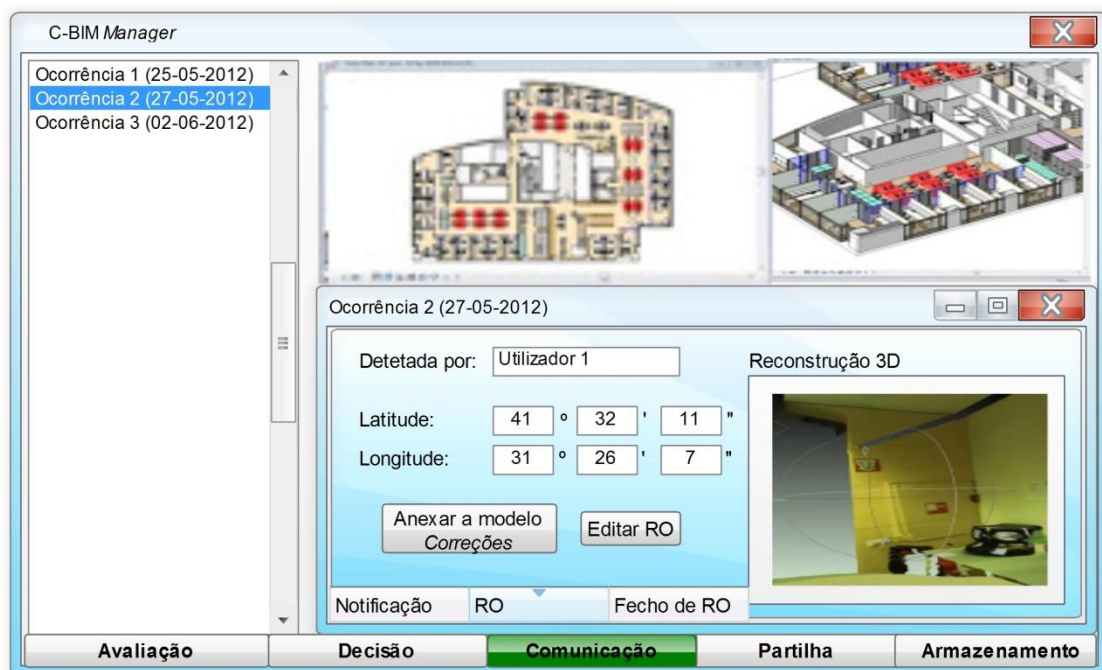 C-BIM Manager
Ocorrência 1 (25-05-2012)
Ocorrência 2 (27-05-2012)
Ocorrência 3 (02-06-2012)
Ocorrência 2 (27-05-2012)
Detetada por: Utilizador 1
Reconstrução 3D
Latitude: 41 º 32 ' 11 "
Longitude: 31 º 26 ' 7 "
Anexar a modelo
Correções
Editar RO
Notificação RO Fecho de RO
Avaliação Decisão Comunicação Partilha Armazenamento